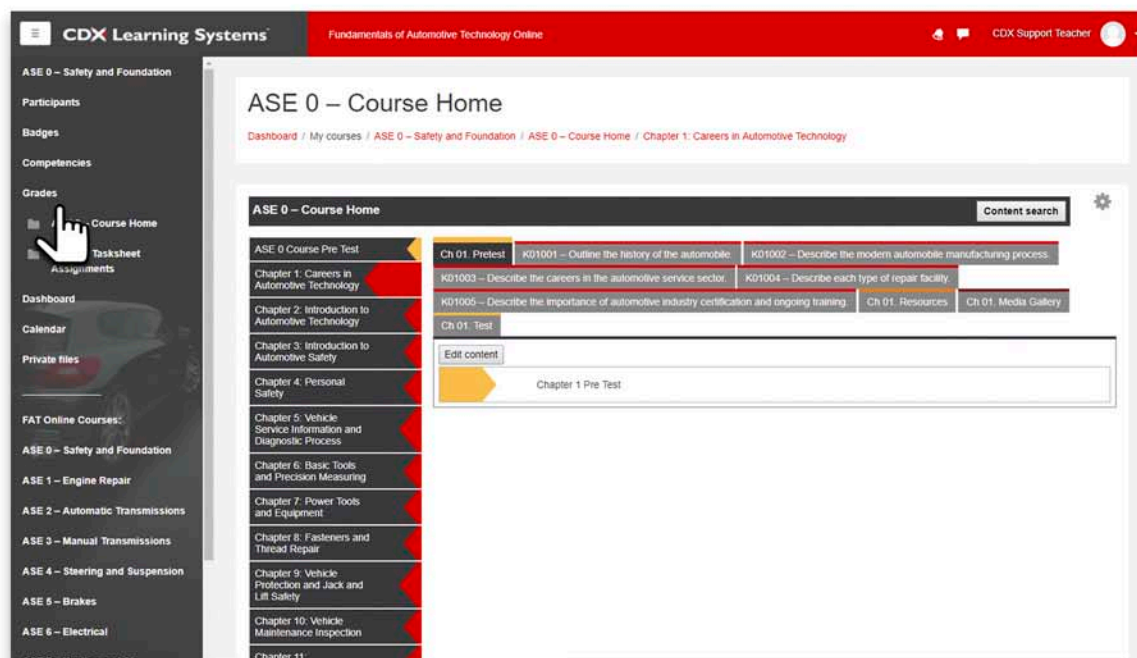 CDX Learning Systems
Fundamentals of Automotive Technology Online
CDX Support Teacher
ASE 0 – Safety and Foundation
Participants
Badges
Competencies
Grades
– Course Home
Tasksheet
Assignments
Dashboard
Calendar
Private files
FAT Online Courses:
ASE 0 – Safety and Foundation
ASE 1 – Engine Repair
ASE 2 – Automatic Transmissions
ASE 3 – Manual Transmissions
ASE 4 – Steering and Suspension
ASE 5 – Brakes
ASE 6 – Electrical
ASE 0 – Course Home
Dashboard / My courses / ASE 0 – Safety and Foundation / ASE 0 – Course Home / Chapter 1: Careers in Automotive Technology
ASE 0 – Course Home
Content search
ASE 0 Course Pre Test
Chapter 1: Careers in
Automotive Technology
Chapter 2: Introduction to
Automotive Technology
Chapter 3: Introduction to
Automotive Safety
Chapter 4: Personal
Safety
Chapter 5: Vehicle
Service Information and
Diagnostic Process
Chapter 6: Basic Tools
and Precision Measuring
Chapter 7: Power Tools
and Equipment
Chapter 8: Fasteners and
Thread Repair
Chapter 9: Vehicle
Protection and Jack and
Lift Safety
Chapter 10: Vehicle
Maintenance Inspection
Chapter 11:
Ch 01. Pretest
K01001 – Outline the history of the automobile.
K01002 – Describe the modern automobile manufacturing process.
K01003 – Describe the careers in the automotive service sector.
K01004 – Describe each type of repair facility.
K01005 – Describe the importance of automotive industry certification and ongoing training.
Ch 01. Resources
Ch 01. Media Gallery
Ch 01. Test
Edit content
Chapter 1 Pre Test